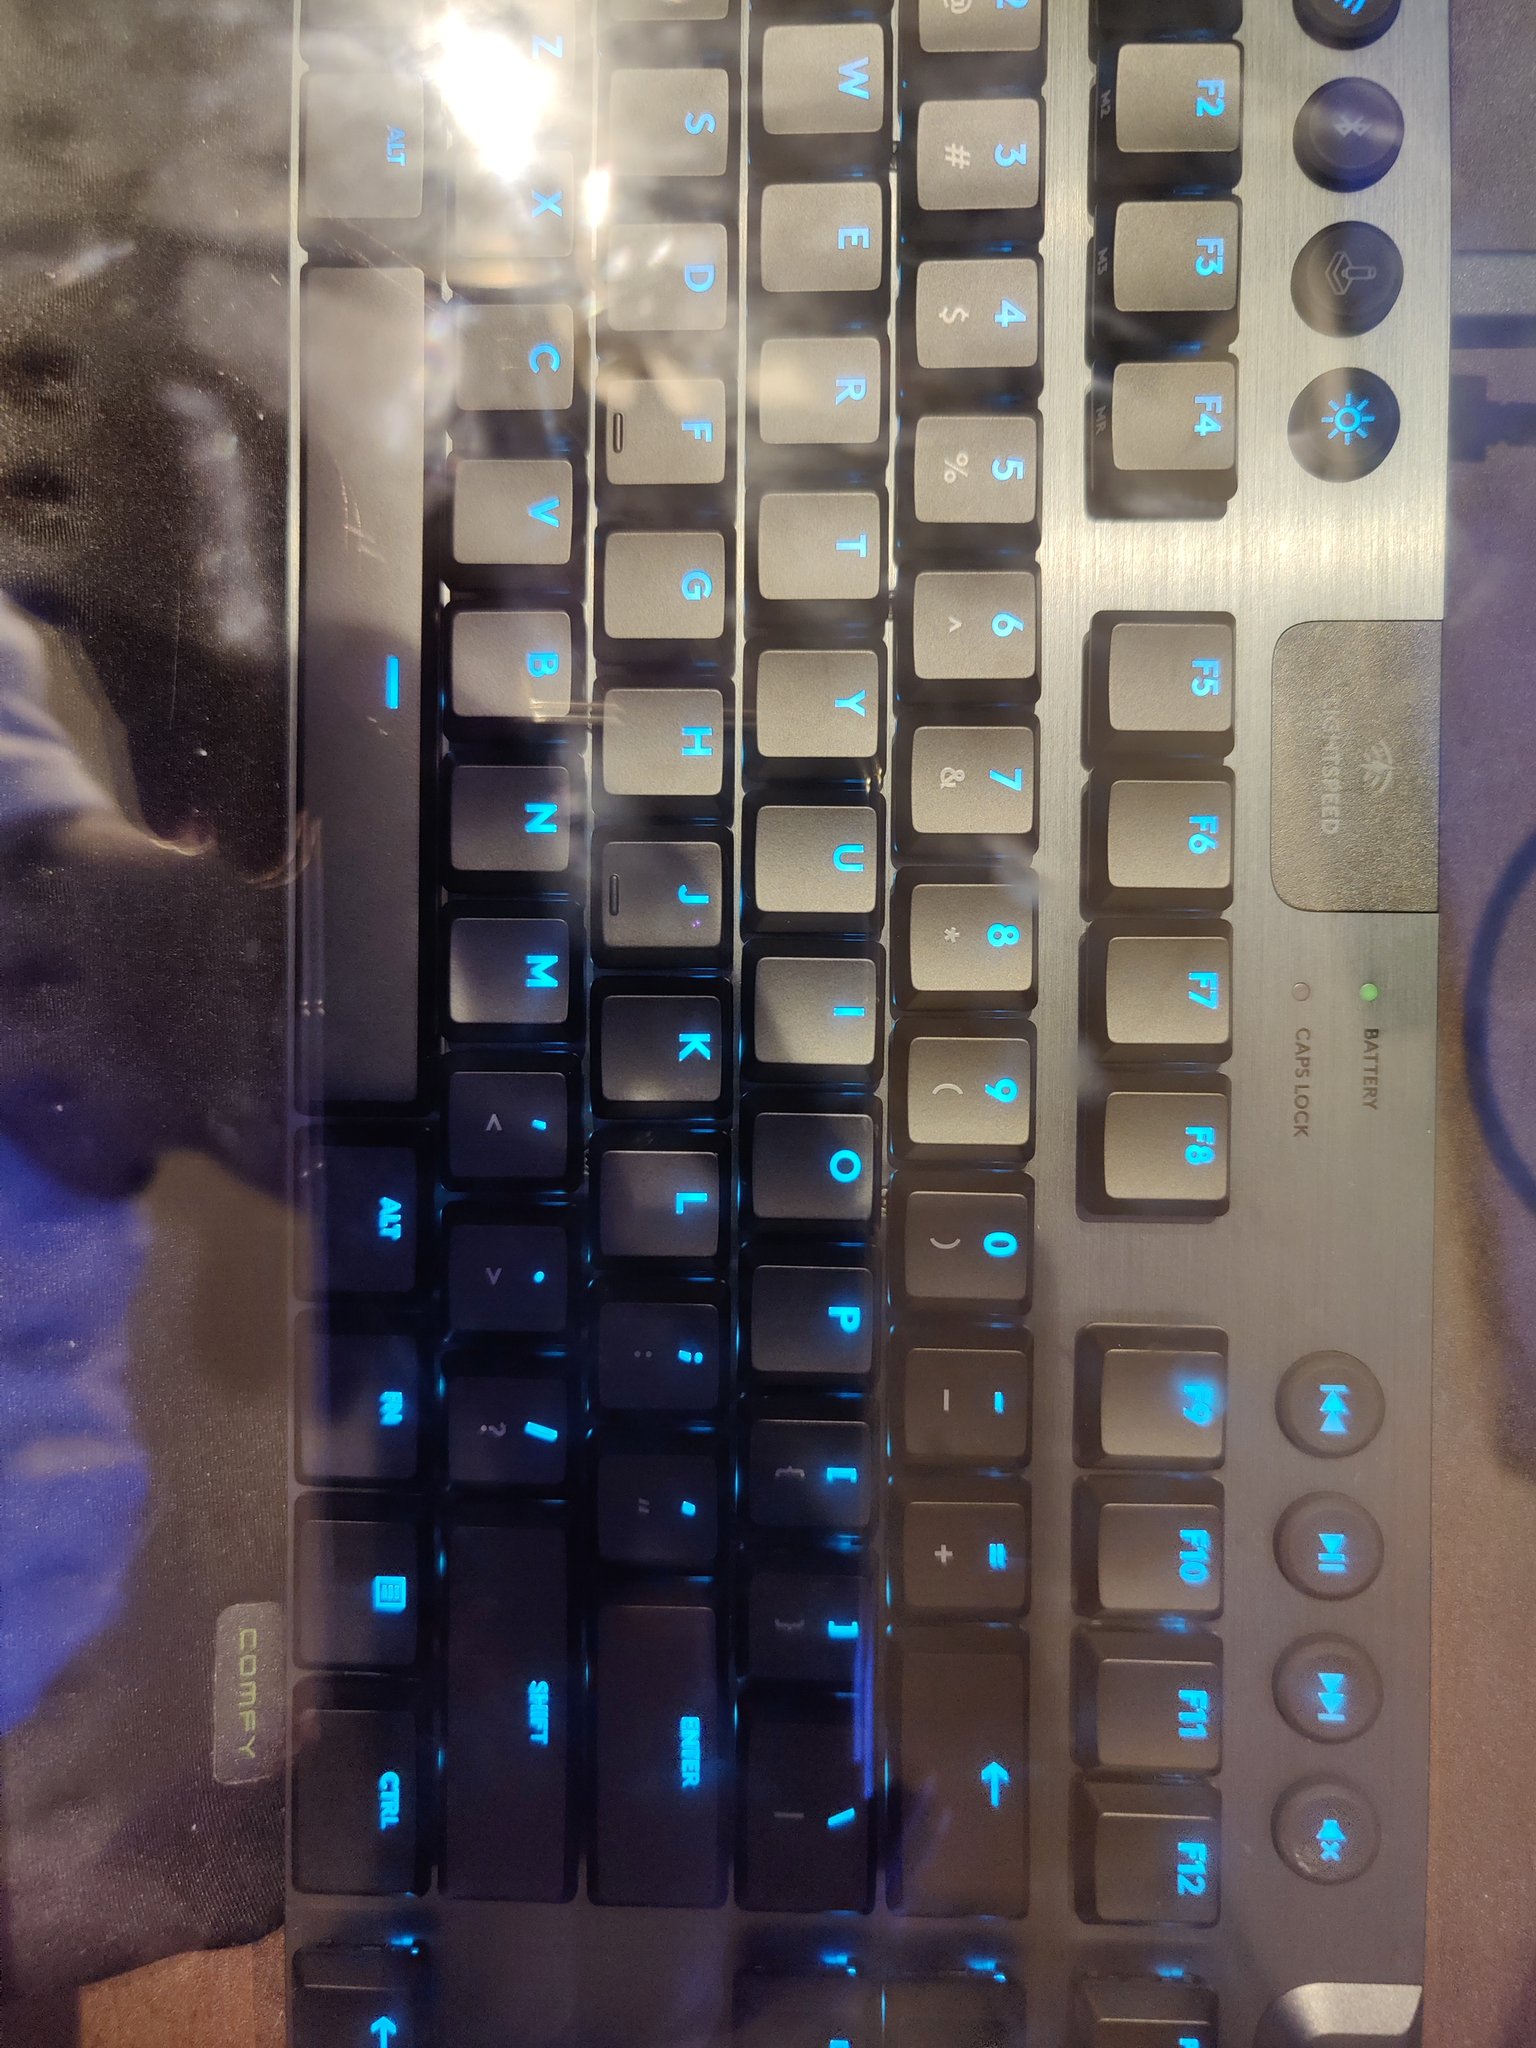 LIGHTSPEED
BATTERY
CAPS LOCK
F2 F3 F4 F5 F6 F7 F8 F9 F10 F11 F12
M2 M3 MR
2 3 4 5 6 7 8 9 0 - = ←
@ # $ % ^ & * ( ) _ +
W E R T Y U I O P [ ] \
{ } |
S D F G H J K L ; ' ENTER
: "
Z X C V B N M , . / SHIFT
< > ?
ALT ALT FN CTRL ←
COMFY